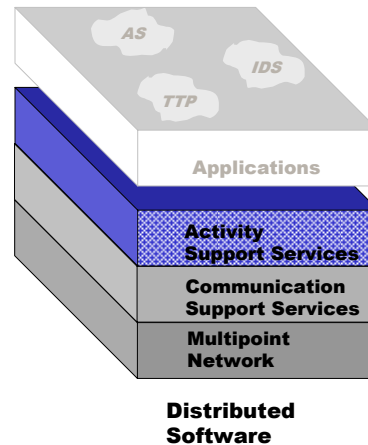 AS
IDS
TTP
Applications
Activity
Support Services
Communication
Support Services
Multipoint
Network
Distributed
Software